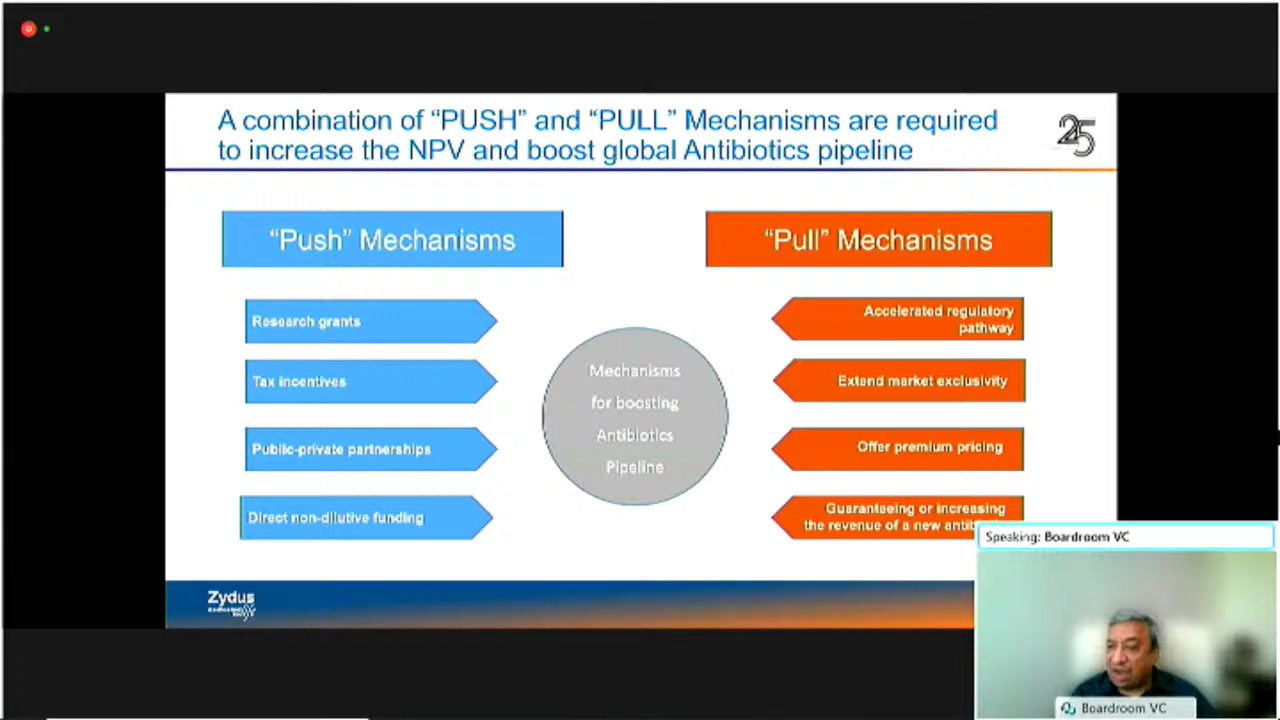 A combination of “PUSH” and “PULL” Mechanisms are required
to increase the NPV and boost global Antibiotics pipeline
25
“Push” Mechanisms
“Pull” Mechanisms
Research grants
Tax incentives
Public-private partnerships
Direct non-dilutive funding
Mechanisms
for boosting
Antibiotics
Pipeline
Accelerated regulatory
pathway
Extend market exclusivity
Offer premium pricing
Guaranteeing or increasing
the revenue of a new
Zydus
Speaking: Boardroom VC
Boardroom VC